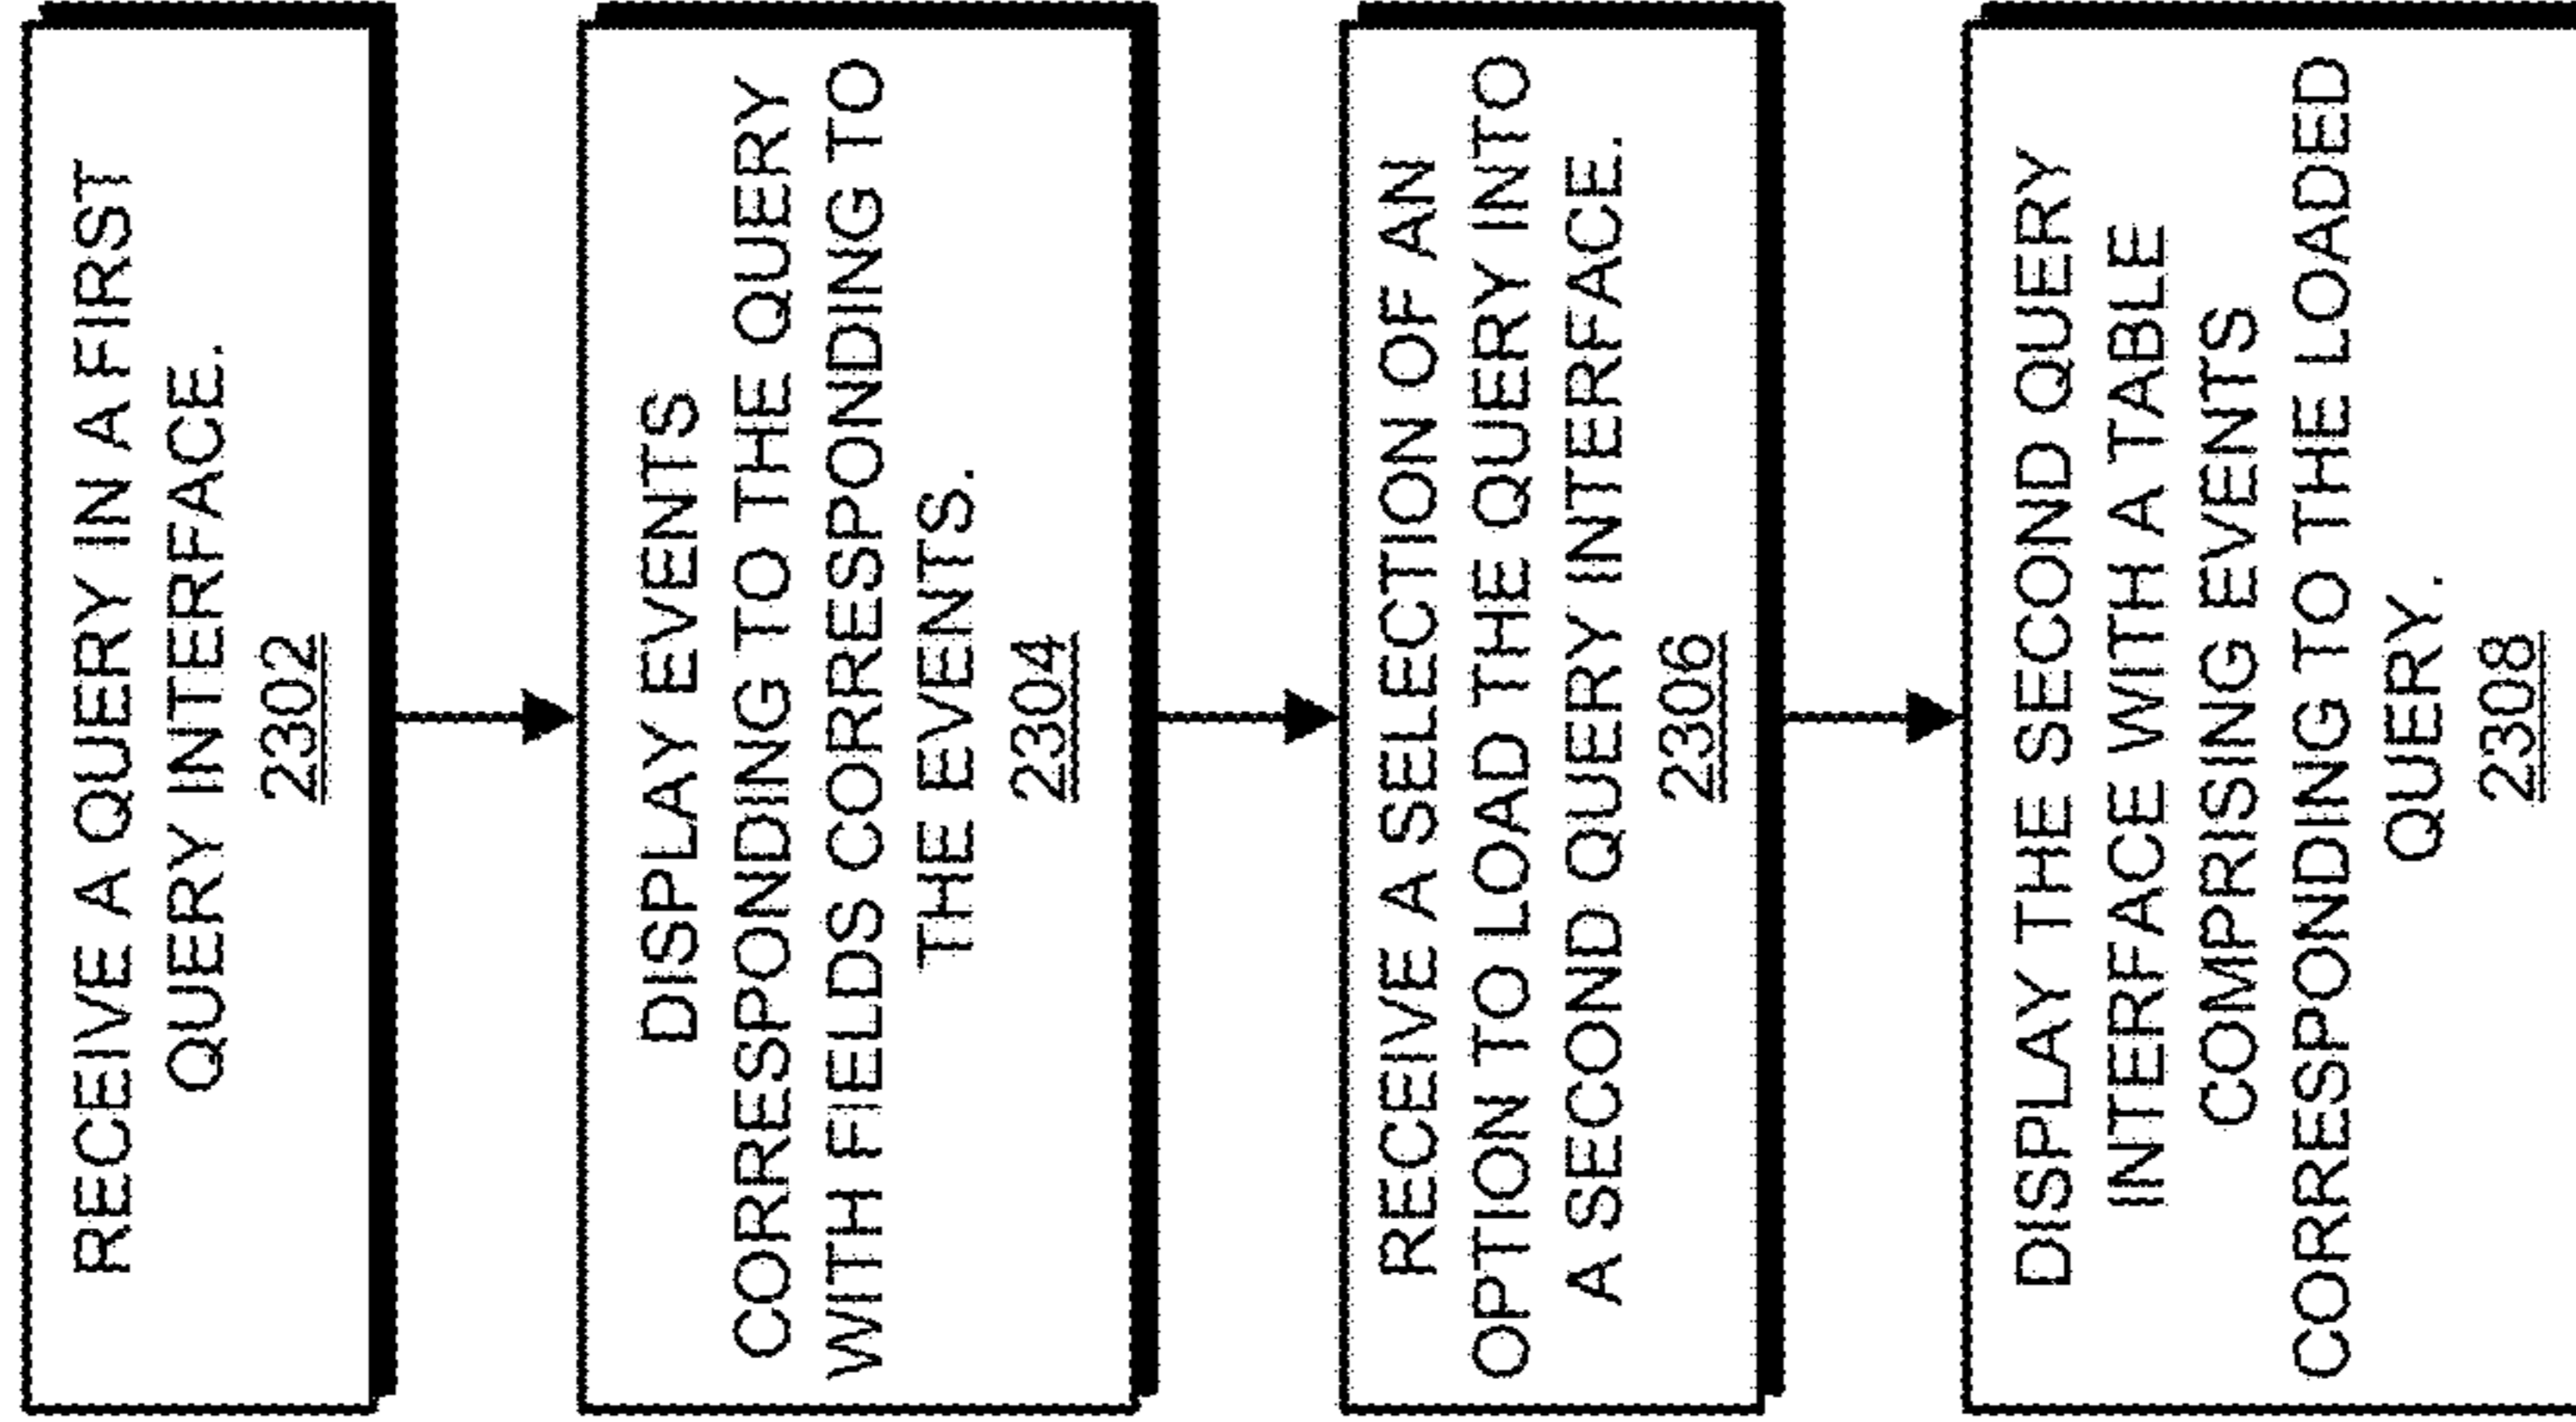 RECEIVE A QUERY IN A FIRST
QUERY INTERFACE.
2302
DISPLAY EVENTS
CORRESPONDING TO THE QUERY
WITH FIELDS CORRESPONDING TO
THE EVENTS.
2304
RECEIVE A SELECTION OF AN
OPTION TO LOAD THE QUERY INTO
A SECOND QUERY INTERFACE.
2306
DISPLAY THE SECOND QUERY
INTERFACE WITH A TABLE
COMPRISING EVENTS
CORRESPONDING TO THE LOADED
QUERY.
2308